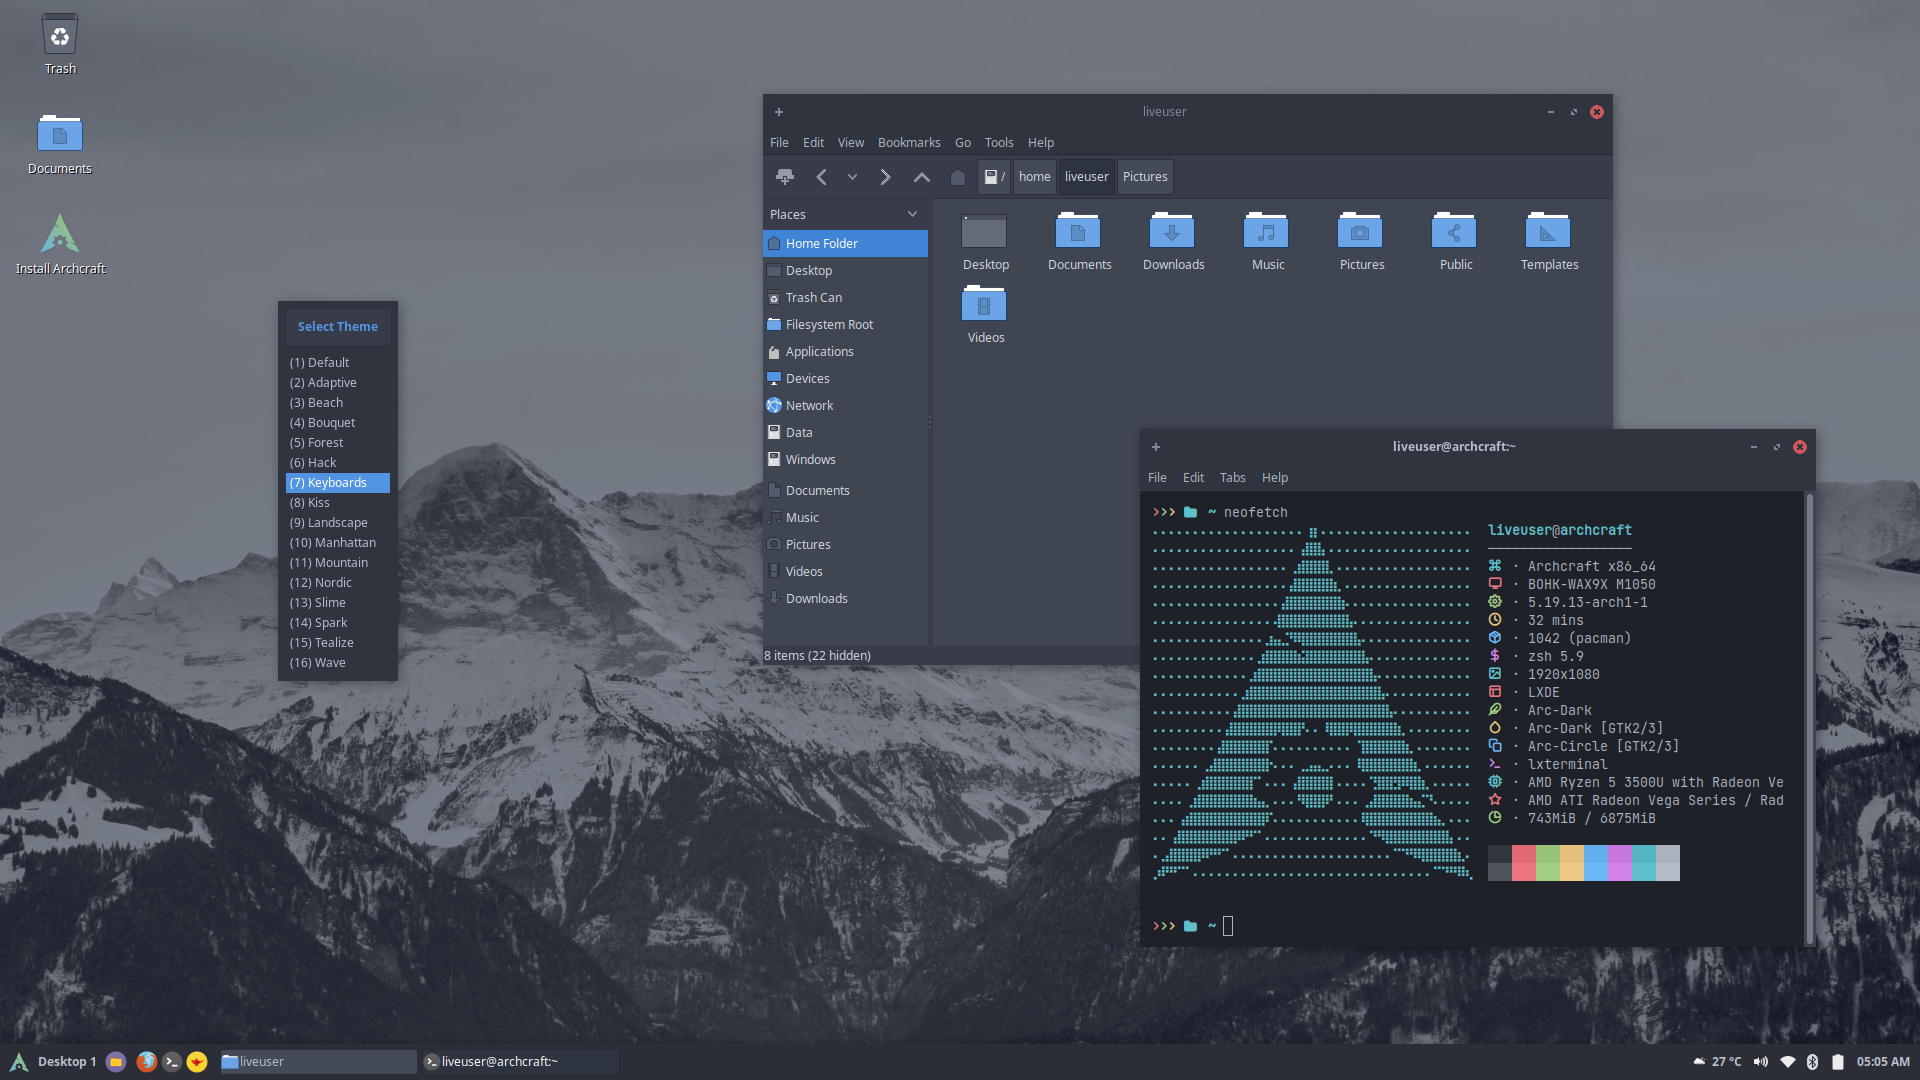 Trash
Documents
Install Archcraft
Select Theme
(1) Default
(2) Adaptive
(3) Beach
(4) Bouquet
(5) Forest
(6) Hack
(7) Keyboards
(8) Kiss
(9) Landscape
(10) Manhattan
(11) Mountain
(12) Nordic
(13) Slime
(14) Spark
(15) Tealize
(16) Wave
liveuser
File Edit View Bookmarks Go Tools Help
/ home liveuser Pictures
Places
Home Folder
Desktop
Trash Can
Filesystem Root
Applications
Devices
Network
Data
Windows
Documents
Music
Pictures
Videos
Downloads
Desktop Documents Downloads Music Pictures Public Templates
Videos
8 items (22 hidden)
liveuser@archcraft:~
File Edit Tabs Help
~ neofetch
liveuser@archcraft
· Archcraft x86_64
· BOHK-WAX9X M1050
· 5.19.13-arch1-1
· 32 mins
· 1042 (pacman)
· zsh 5.9
· 1920x1080
· LXDE
· Arc-Dark
· Arc-Dark [GTK2/3]
· Arc-Circle [GTK2/3]
· lxterminal
· AMD Ryzen 5 3500U with Radeon Ve
· AMD ATI Radeon Vega Series / Rad
· 743MiB / 6875MiB
~
Desktop 1 liveuser liveuser@archcraft:~ 27 °C 05:05 AM